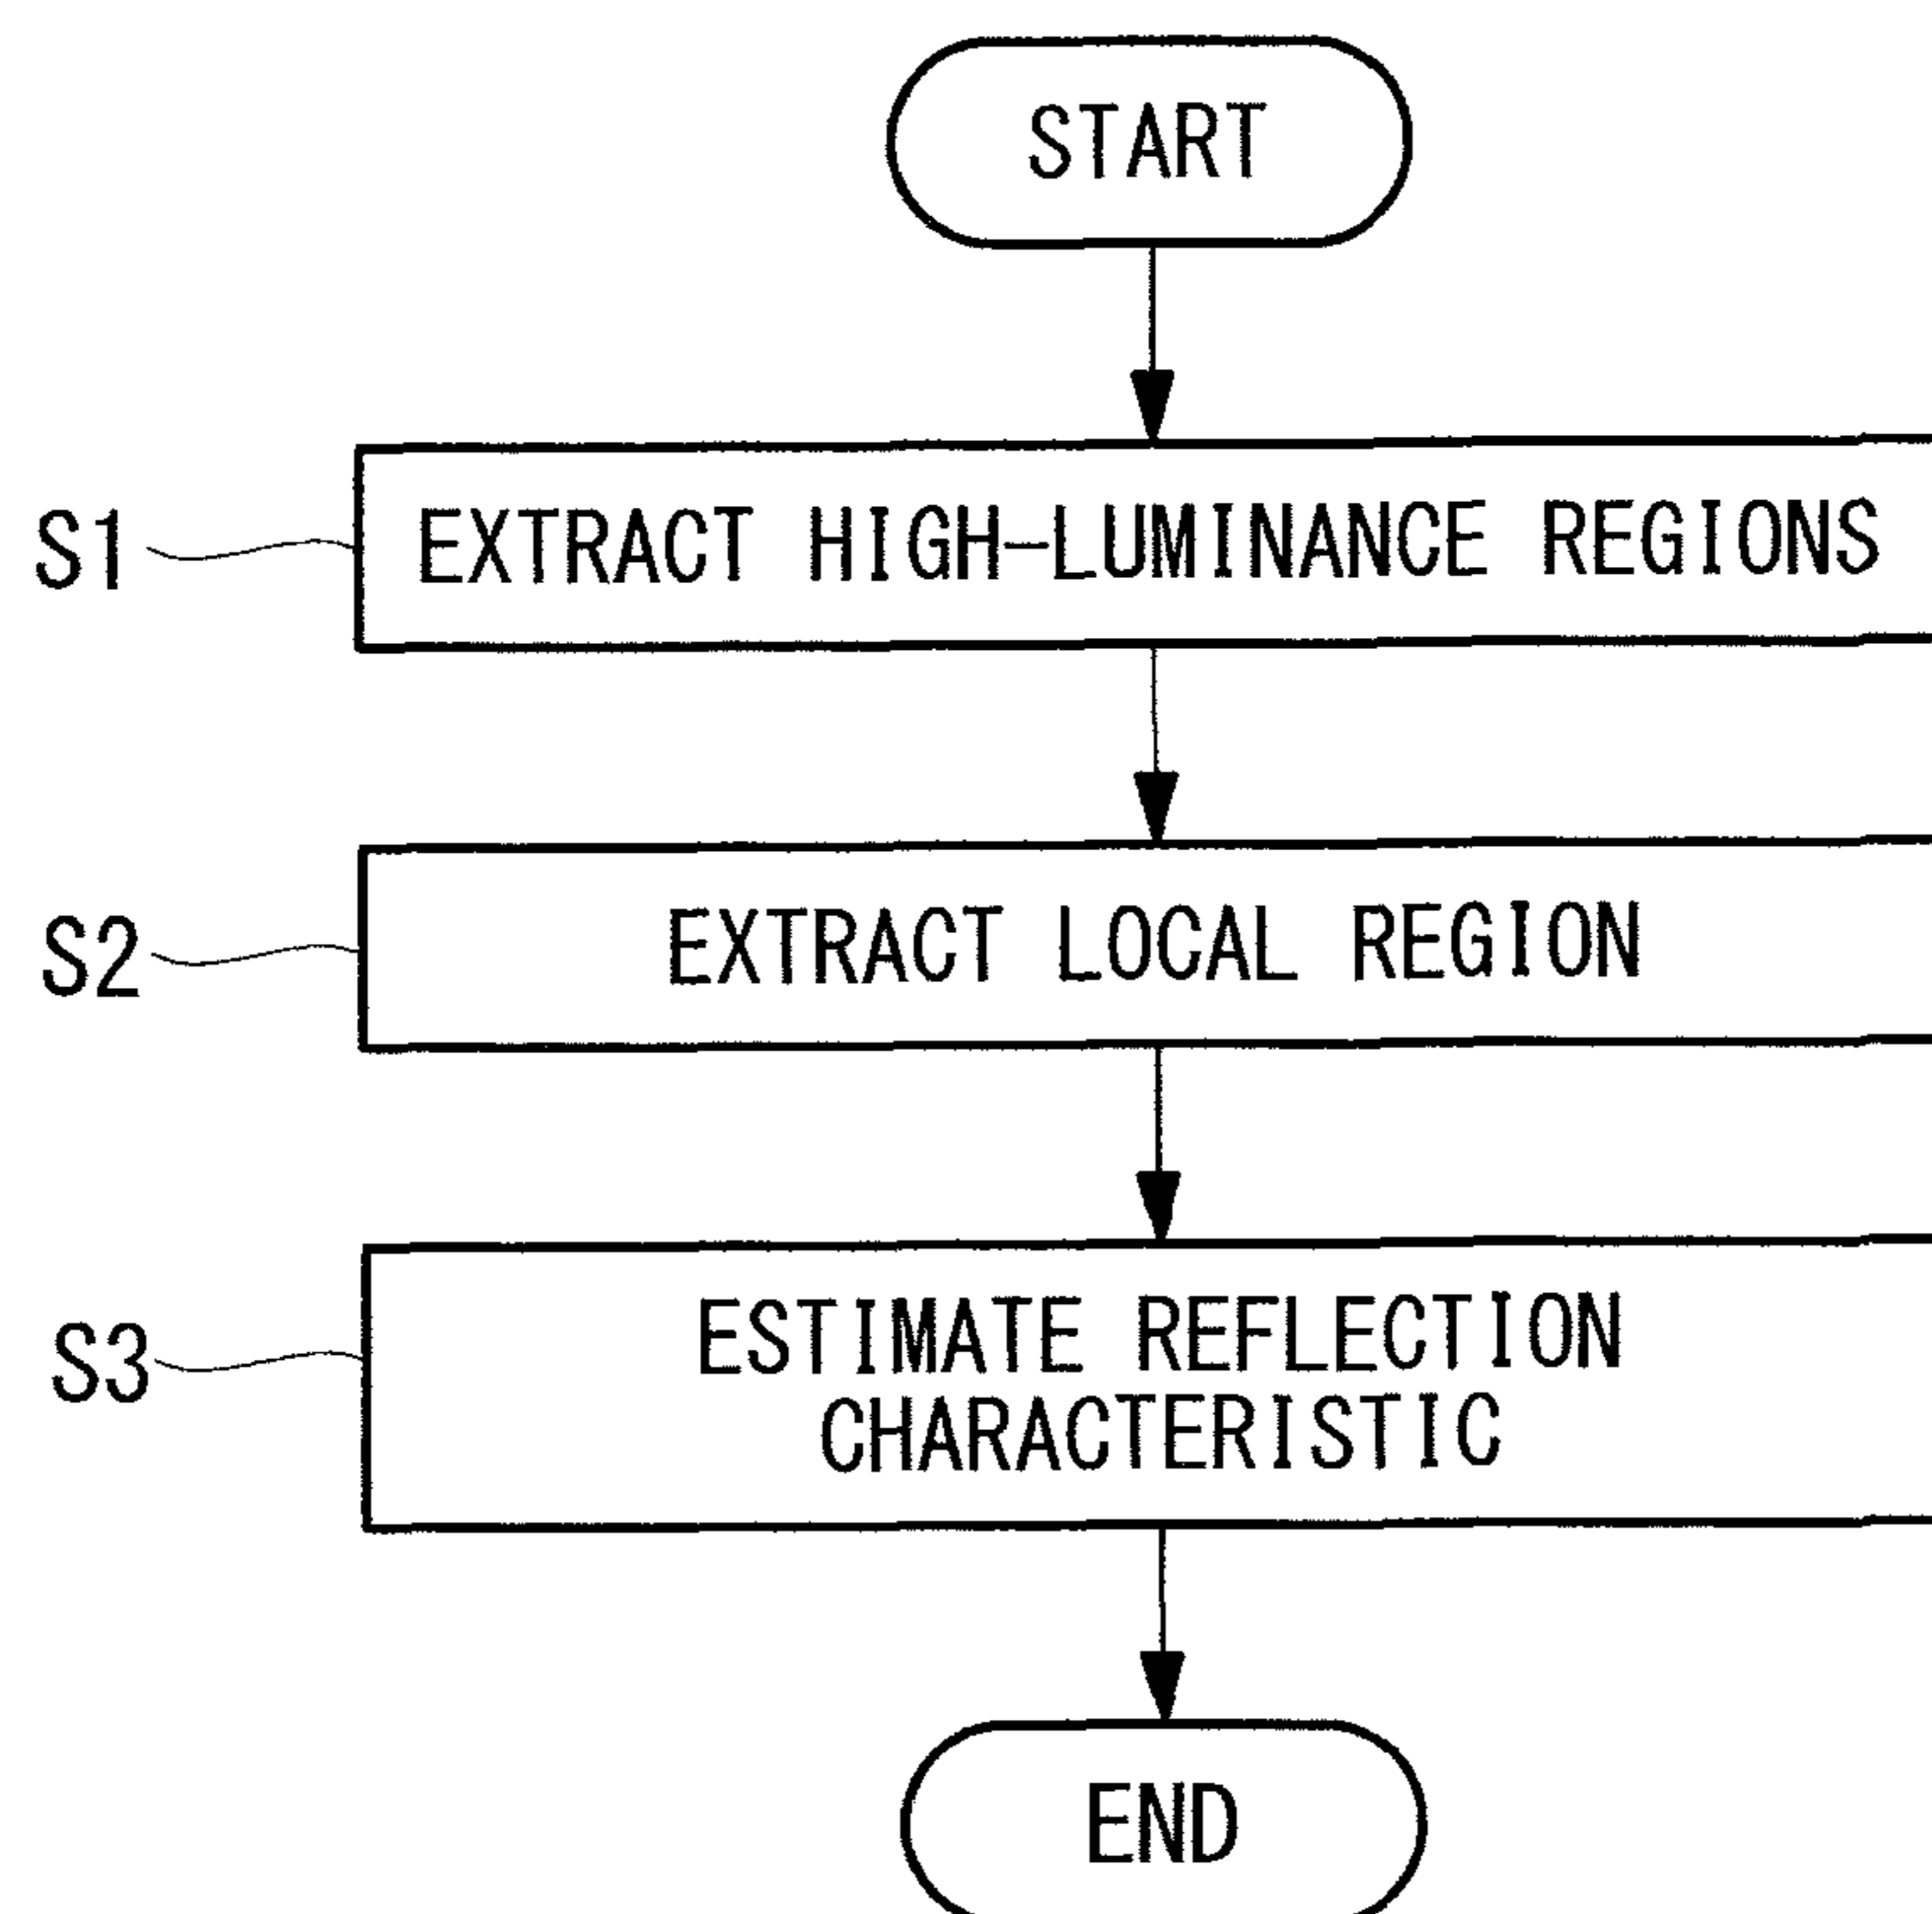 START
S1 EXTRACT HIGH-LUMINANCE REGIONS
S2 EXTRACT LOCAL REGION
S3 ESTIMATE REFLECTION
CHARACTERISTIC
END